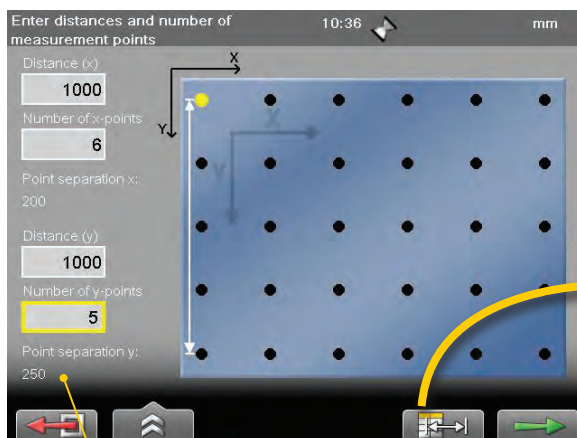 Enter distances and number of
measurement points
10:36
mm
Distance (x)
1000
Number of x-points
6
Point separation x:
200
Distance (y)
1000
Number of y-points
5
Point separation y:
250
X
Y
X
Y